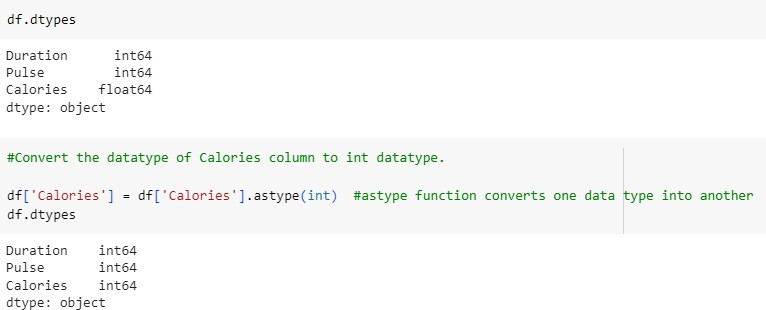 df.dtypes
Duration      int64
Pulse         int64
Calories    float64
dtype: object
#Convert the datatype of Calories column to int datatype.
df['Calories'] = df['Calories'].astype(int)  #astype function converts one data type into another
df.dtypes
Duration    int64
Pulse       int64
Calories    int64
dtype: object